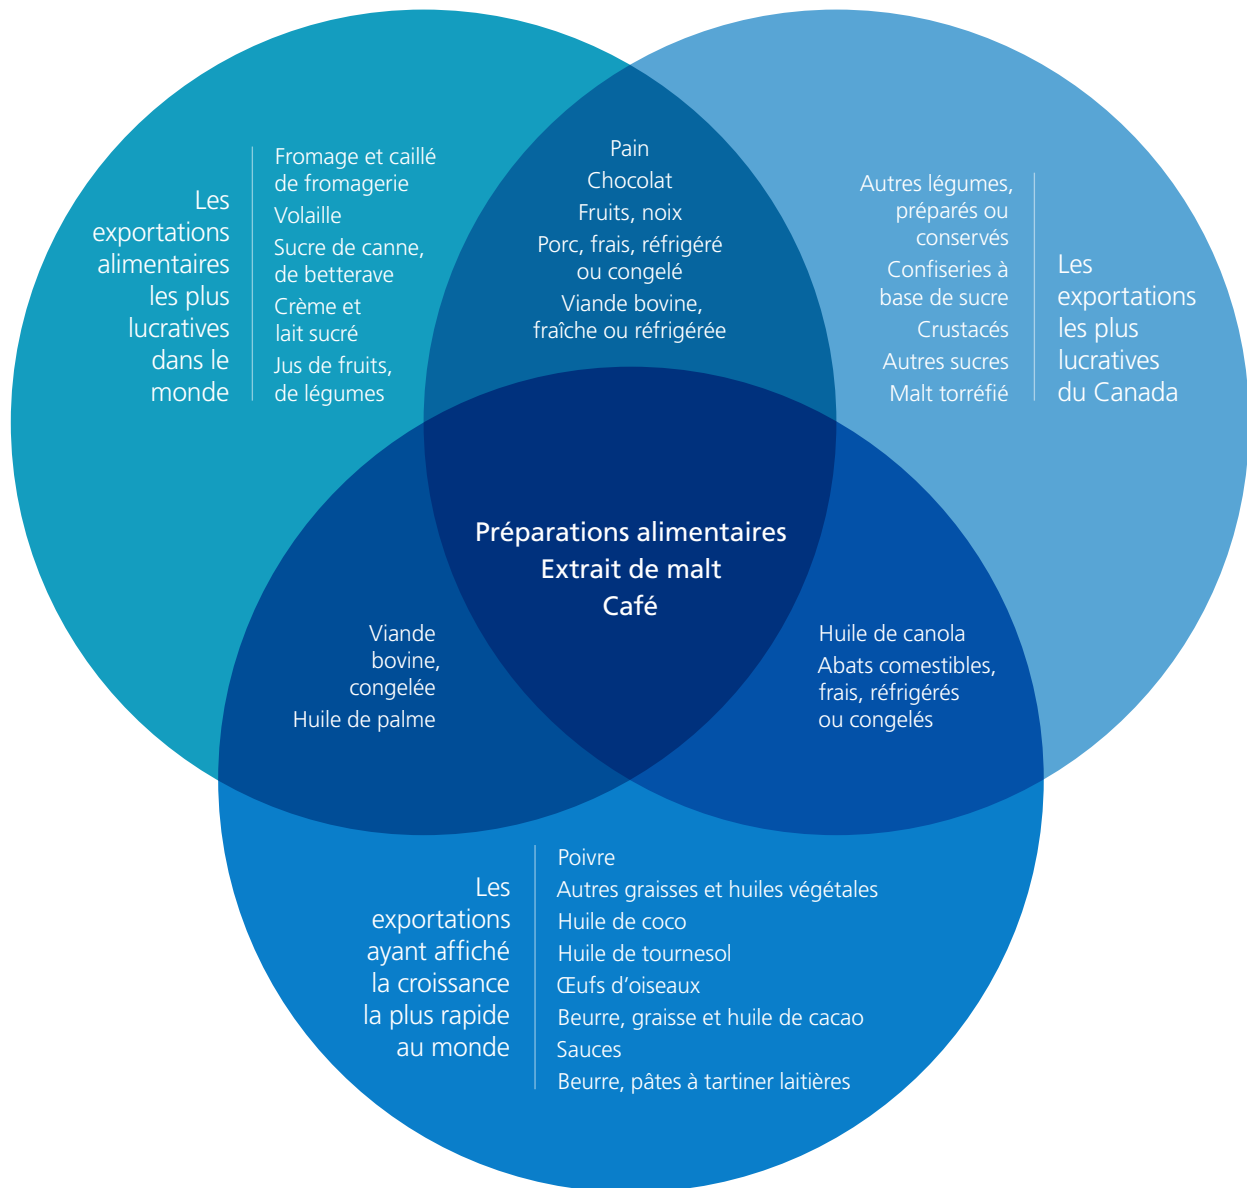 Les
exportations
alimentaires
les plus
lucratives
dans le
monde
Fromage et caillé
de fromagerie
Volaille
Sucre de canne,
de betterave
Crème et
lait sucré
Jus de fruits,
de légumes
Pain
Chocolat
Fruits, noix
Porc, frais, réfrigéré
ou congelé
Viande bovine,
fraîche ou réfrigérée
Autres légumes,
préparés ou
conservés
Confiseries à
base de sucre
Crustacés
Autres sucres
Malt torréfié
Les
exportations
les plus
lucratives
du Canada
Préparations alimentaires
Extrait de malt
Café
Viande
bovine,
congelée
Huile de palme
Huile de canola
Abats comestibles,
frais, réfrigérés
ou congelés
Les
exportations
ayant affiché
la croissance
la plus rapide
au monde
Poivre
Autres graisses et huiles végétales
Huile de coco
Huile de tournesol
Œufs d’oiseaux
Beurre, graisse et huile de cacao
Sauces
Beurre, pâtes à tartiner laitières